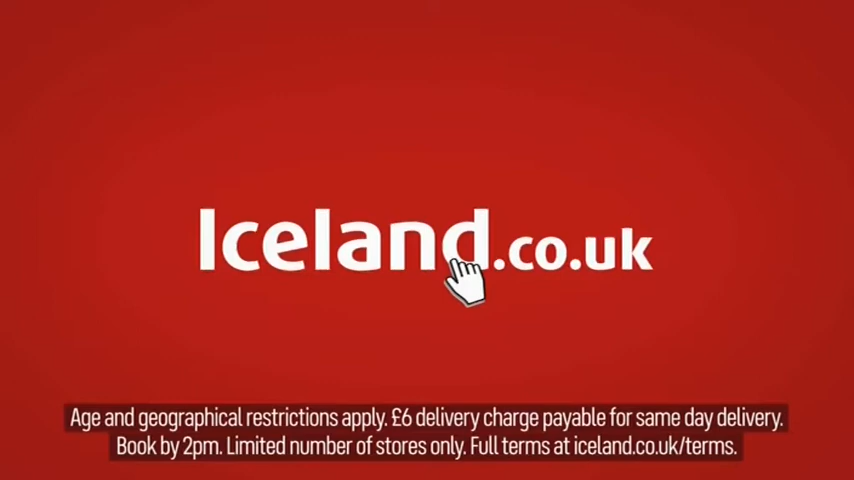 Iceland.co.uk
Age and geographical restrictions apply. £6 delivery charge payable for same day delivery.
Book by 2pm. Limited number of stores only. Full terms at iceland.co.uk/terms.